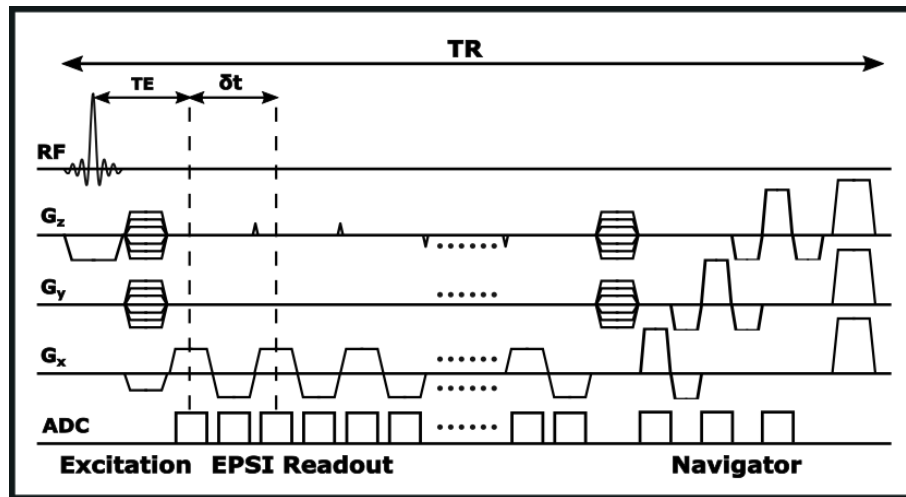 TR
TE δt
RF
Gz
Gy
Gx
ADC
Excitation EPSI Readout Navigator